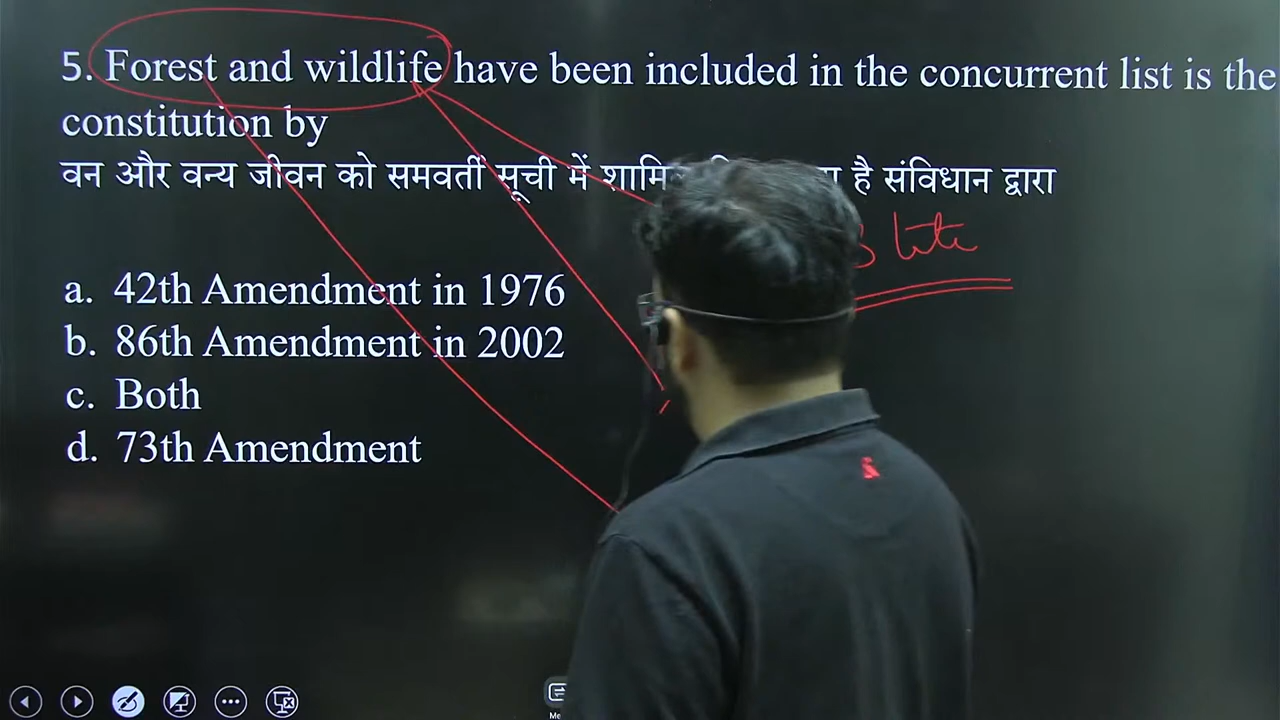 5. Forest and wildlife have been included in the concurrent list is the
constitution by
वन और वन्य जीवन को समवर्ती सूची में है संविधान द्वारा
State
a. 42th Amendment in 1976
b. 86th Amendment in 2002
c. Both
d. 73th Amendment